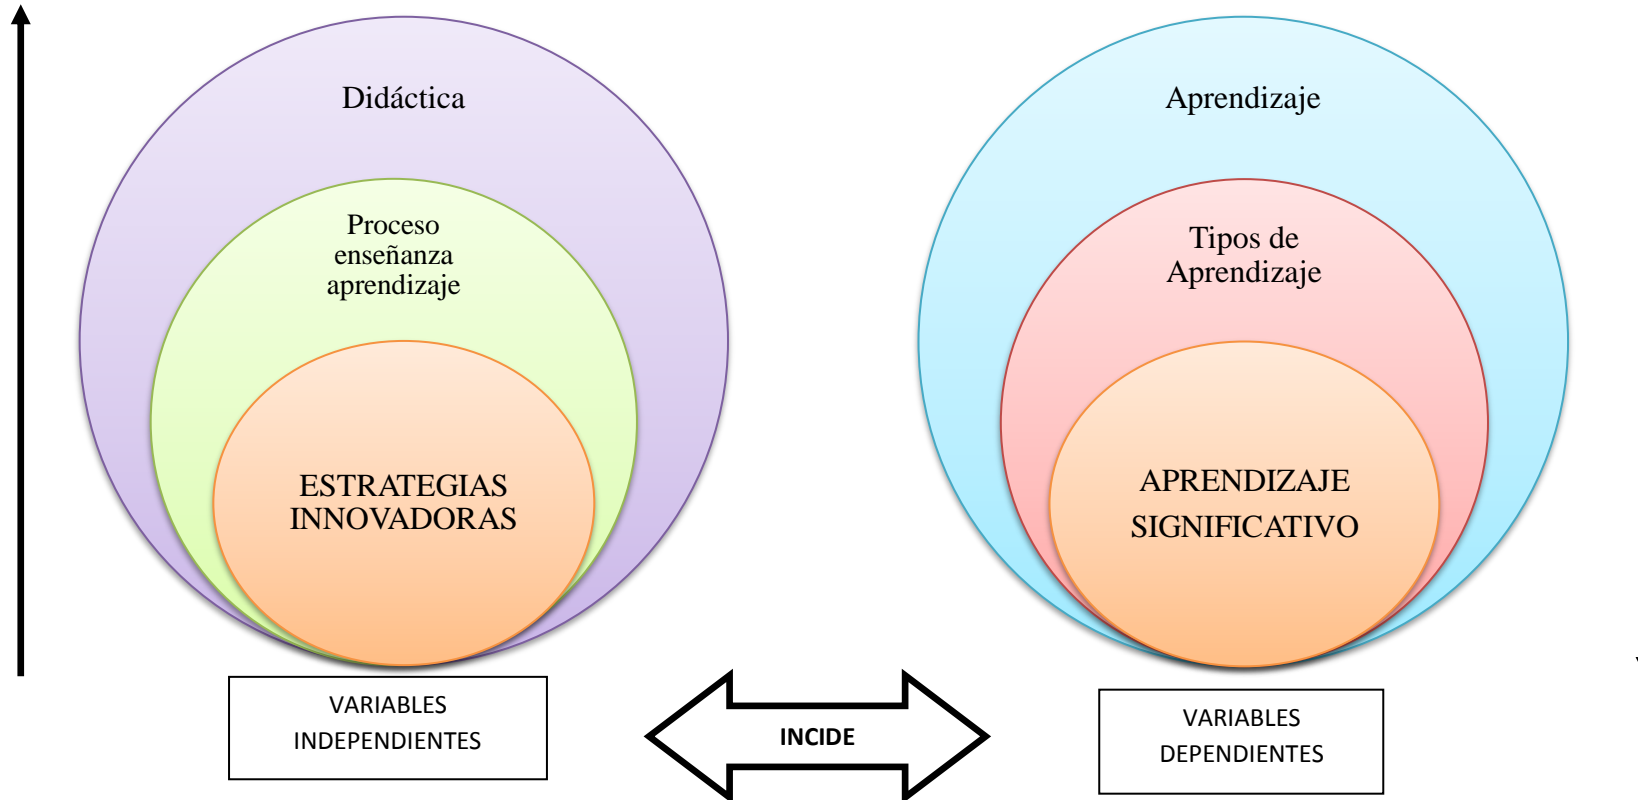 Didáctica
Proceso
enseñanza
aprendizaje
ESTRATEGIAS
INNOVADORAS
VARIABLES
INDEPENDIENTES
INCIDE
Aprendizaje
Tipos de
Aprendizaje
APRENDIZAJE
SIGNIFICATIVO
VARIABLES
DEPENDIENTES